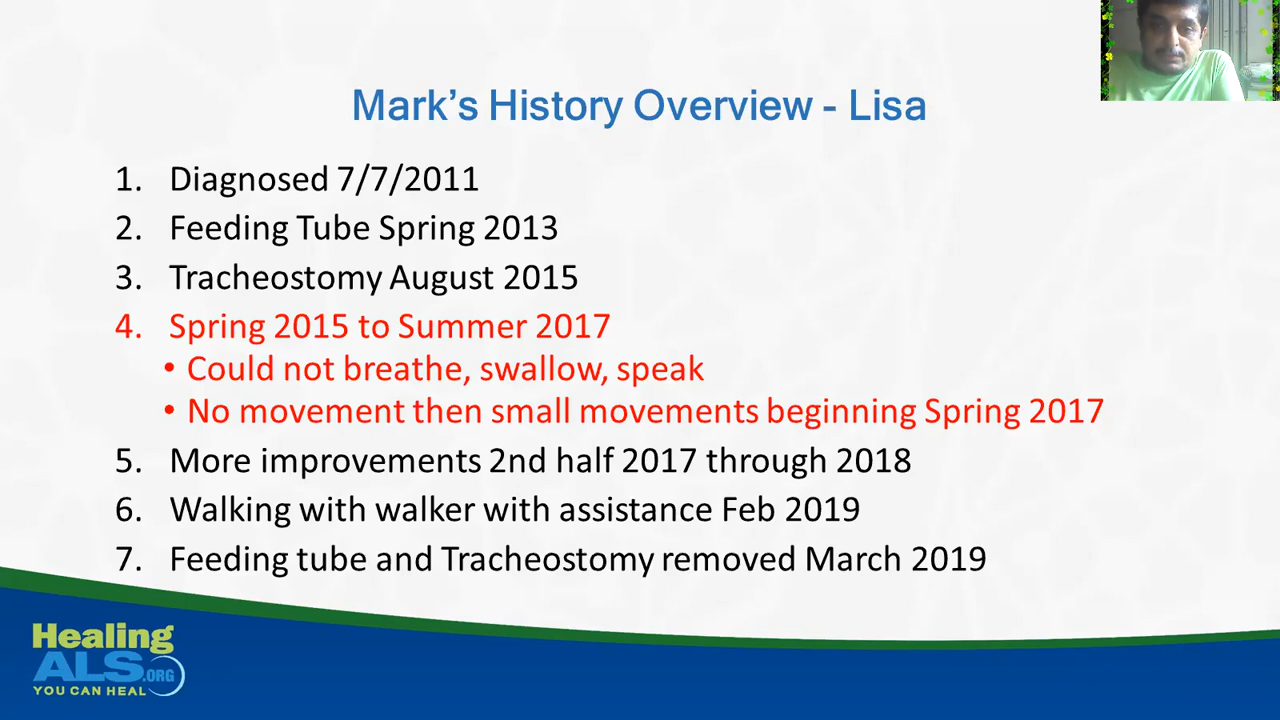 Mark's History Overview - Lisa
1. Diagnosed 7/7/2011
2. Feeding Tube Spring 2013
3. Tracheostomy August 2015
4. Spring 2015 to Summer 2017
• Could not breathe, swallow, speak
• No movement then small movements beginning Spring 2017
5. More improvements 2nd half 2017 through 2018
6. Walking with walker with assistance Feb 2019
7. Feeding tube and Tracheostomy removed March 2019
Healing
ALS.ORG
YOU CAN HEAL